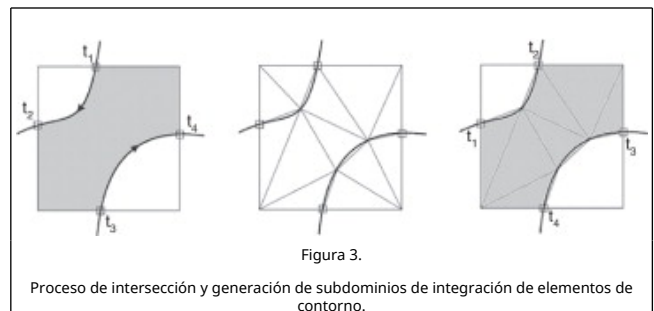 t1
t2
t3
t4
t2
t1
t3
t4
Figura 3.
Proceso de intersección y generación de subdominios de integración de elementos de
contorno.